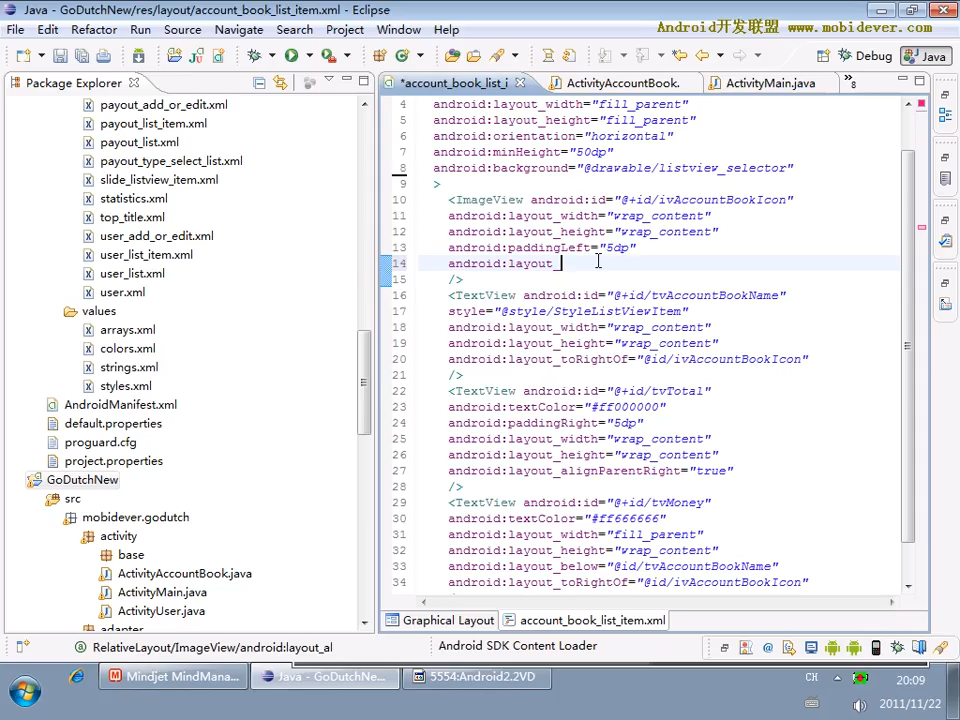 Java - GoDutchNew/res/layout/account_book_list_item.xml - Eclipse
File Edit Refactor Run Source Navigate Search Project Window Help
Android开发联盟 www.mobidever.com
Debug Java
Package Explorer
*account_book_list_i ActivityAccountBook. ActivityMain.java »8
payout_add_or_edit.xml
payout_list_item.xml
payout_list.xml
payout_type_select_list.xml
slide_listview_item.xml
statistics.xml
top_title.xml
user_add_or_edit.xml
user_list_item.xml
user_list.xml
user.xml
values
arrays.xml
colors.xml
strings.xml
styles.xml
AndroidManifest.xml
default.properties
proguard.cfg
project.properties
GoDutchNew
src
mobidever.godutch
activity
base
ActivityAccountBook.java
ActivityMain.java
ActivityUser.java
adapter
4 android:layout_width="fill_parent"
5 android:layout_height="fill_parent"
6 android:orientation="horizontal"
7 android:minHeight="50dp"
8 android:background="@drawable/listview_selector"
9 >
10 <ImageView android:id="@+id/ivAccountBookIcon"
11 android:layout_width="wrap_content"
12 android:layout_height="wrap_content"
13 android:paddingLeft="5dp"
14 android:layout_
15 />
16 <TextView android:id="@+id/tvAccountBookName"
17 style="@style/StyleListViewItem"
18 android:layout_width="wrap_content"
19 android:layout_height="wrap_content"
20 android:layout_toRightOf="@id/ivAccountBookIcon"
21 />
22 <TextView android:id="@+id/tvTotal"
23 android:textColor="#ff000000"
24 android:paddingRight="5dp"
25 android:layout_width="wrap_content"
26 android:layout_height="wrap_content"
27 android:layout_alignParentRight="true"
28 />
29 <TextView android:id="@+id/tvMoney"
30 android:textColor="#ff666666"
31 android:layout_width="fill_parent"
32 android:layout_height="wrap_content"
33 android:layout_below="@id/tvAccountBookName"
34 android:layout_toRightOf="@id/ivAccountBookIcon"
Graphical Layout account_book_list_item.xml
RelativeLayout/ImageView/android:layout_al Android SDK Content Loader
Mindjet MindMana... Java - GoDutchNe... 5554:Android2.2VD CH 20:09
2011/11/22